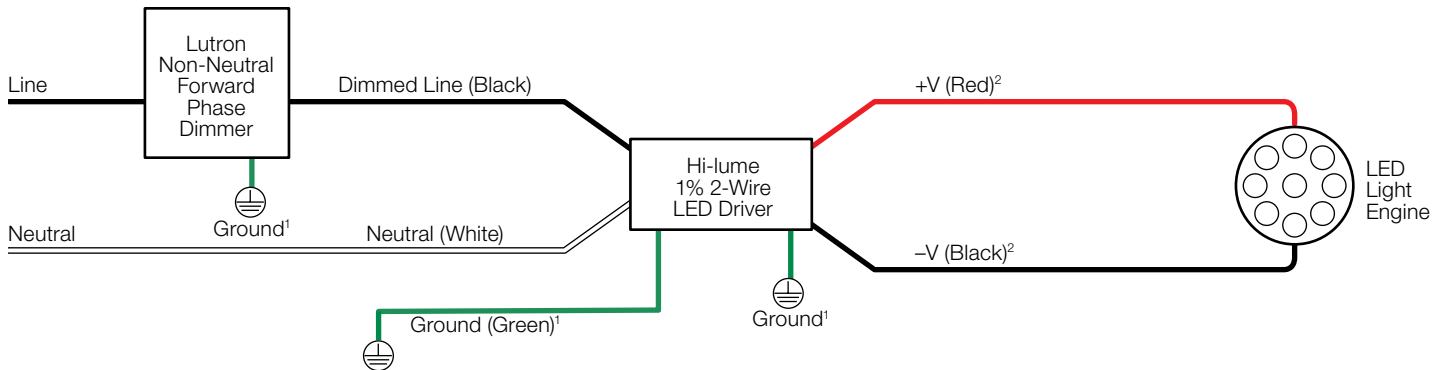 Lutron
Non-Neutral
Forward
Phase
Dimmer
Line
Dimmed Line (Black)
+V (Red)²
Hi-lume
1% 2-Wire
LED Driver
LED
Light
Engine
Ground¹
Neutral
Neutral (White)
–V (Black)²
Ground (Green)¹
Ground¹